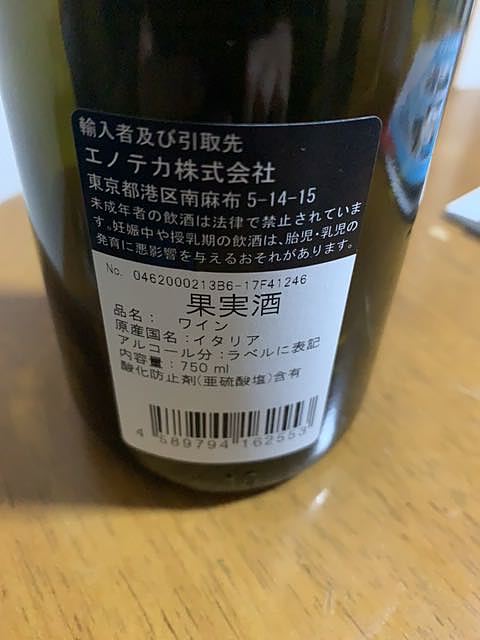 輸入者及び引取先
エノテカ株式会社
東京都港区南麻布 5-14-15
未成年者の飲酒は法律で禁止されていま
す。妊娠中や授乳期の飲酒は、胎児・乳児の
発育に悪影響を与えるおそれがあります。
No. 0462000213B6-17F41246
果実酒
品名： ワイン
原産国名：イタリア
アルコール分：ラベルに表記
内容量：750 ml
酸化防止剤(亜硫酸塩)含有
4 589794 162553